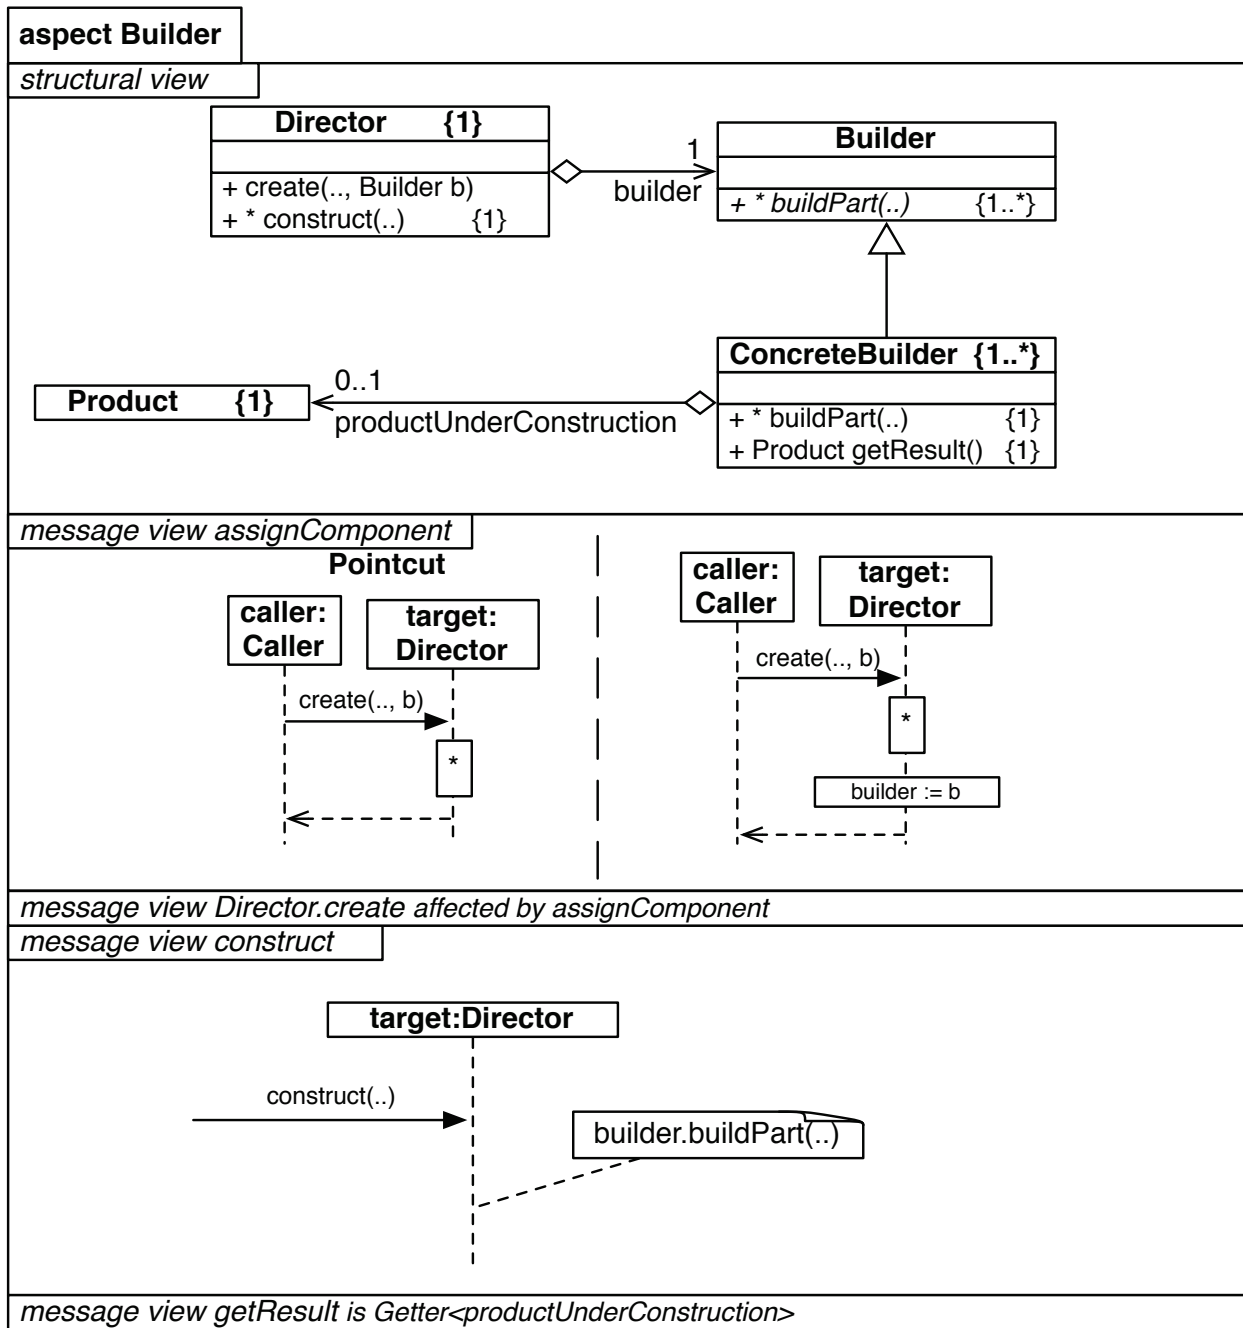 aspect Builder
structural view
Director {1}
+ create(.., Builder b)
+ * construct(..) {1}
1
builder
Builder
+ * buildPart(..) {1..*}
ConcreteBuilder {1..*}
+ * buildPart(..) {1}
+ Product getResult() {1}
0..1
productUnderConstruction
Product {1}
message view assignComponent
Pointcut
caller:
Caller
target:
Director
create(.., b)
*
caller:
Caller
target:
Director
create(.., b)
*
builder := b
message view Director.create affected by assignComponent
message view construct
target:Director
construct(..)
builder.buildPart(..)
message view getResult is Getter<productUnderConstruction>